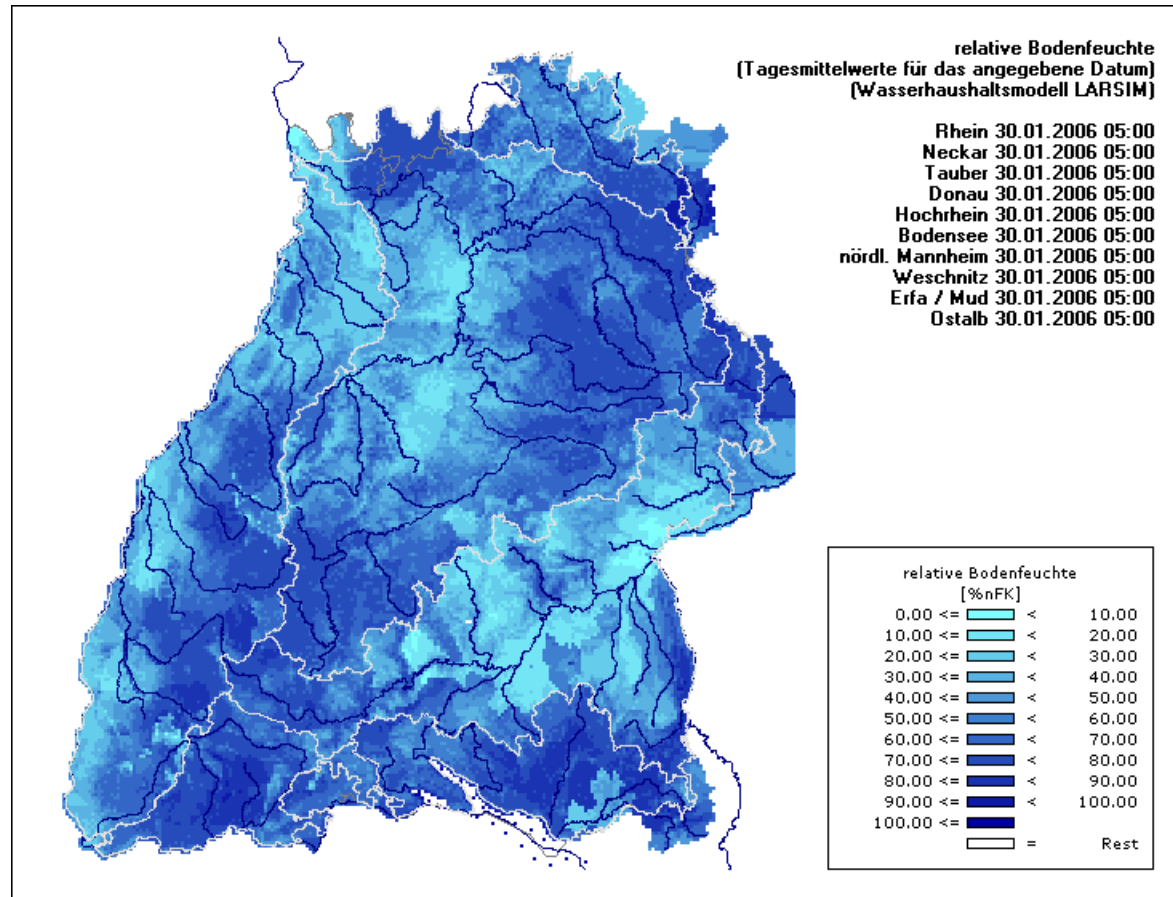 relative Bodenfeuchte
(Tagesmittelwerte für das angegebene Datum)
(Wasserhaushaltsmodell LARSIM)
Rhein 30.01.2006 05:00
Neckar 30.01.2006 05:00
Tauber 30.01.2006 05:00
Donau 30.01.2006 05:00
Hochrhein 30.01.2006 05:00
Bodensee 30.01.2006 05:00
nördl. Mannheim 30.01.2006 05:00
Weschnitz 30.01.2006 05:00
Erfa / Mud 30.01.2006 05:00
Ostalb 30.01.2006 05:00
relative Bodenfeuchte
[%nFK]
0.00 <= < 10.00
10.00 <= < 20.00
20.00 <= < 30.00
30.00 <= < 40.00
40.00 <= < 50.00
50.00 <= < 60.00
60.00 <= < 70.00
70.00 <= < 80.00
80.00 <= < 90.00
90.00 <= < 100.00
100.00 <=
= Rest